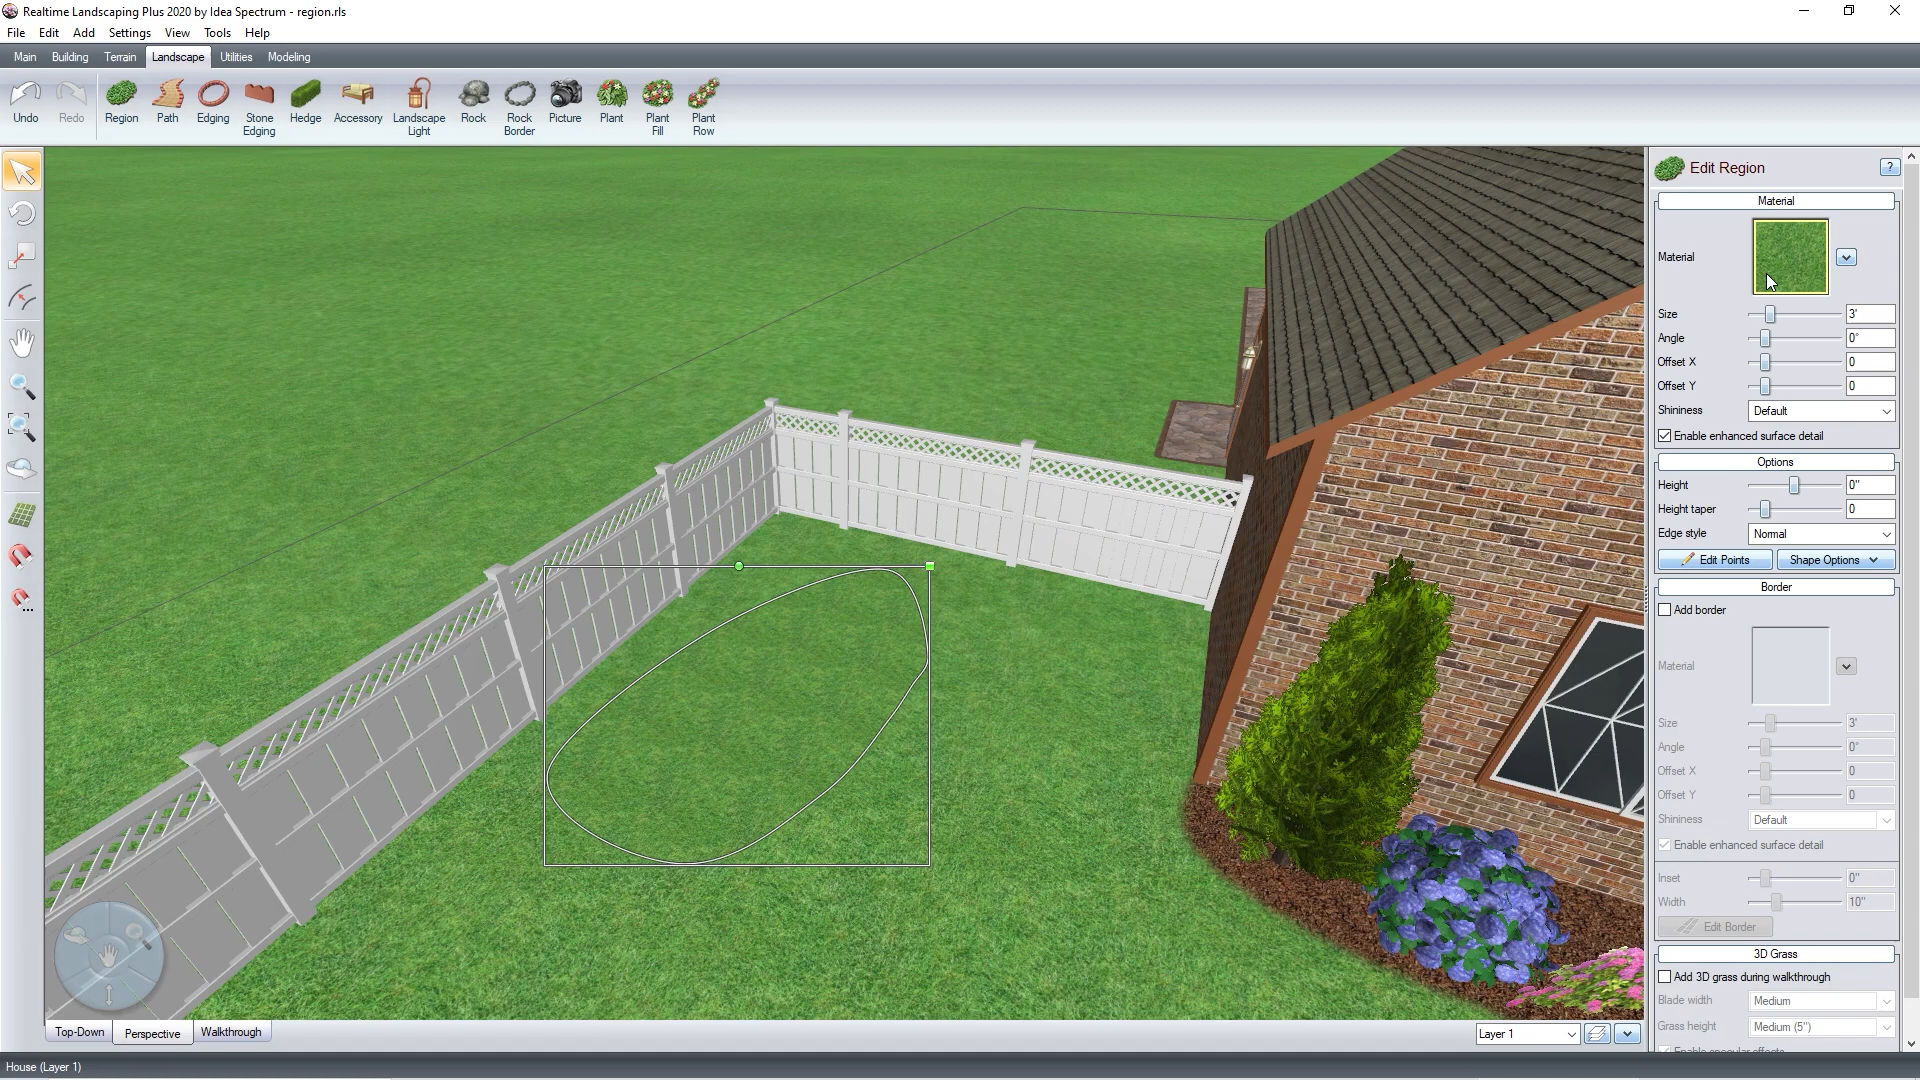 Realtime Landscaping Plus 2020 by Idea Spectrum - region.rls
File Edit Add Settings View Tools Help
Main Building Terrain Landscape Utilities Modeling
Undo Redo Region Path Edging Stone Edging Hedge Accessory Landscape Light Rock Rock Border Picture Plant Plant Fill Plant Row
Edit Region ?
Material
Material
Size 3'
Angle 0°
Offset X 0
Offset Y 0
Shininess Default
Enable enhanced surface detail
Options
Height 0"
Height taper 0
Edge style Normal
Edit Points Shape Options
Border
Add border
Material
Size 3'
Angle 0°
Offset X 0
Offset Y 0
Shininess Default
Enable enhanced surface detail
Inset 0"
Width 10"
Edit Border
3D Grass
Add 3D grass during walkthrough
Blade width Medium
Grass height Medium (5")
Enable specular effects
Top-Down Perspective Walkthrough
Layer 1
House (Layer 1)